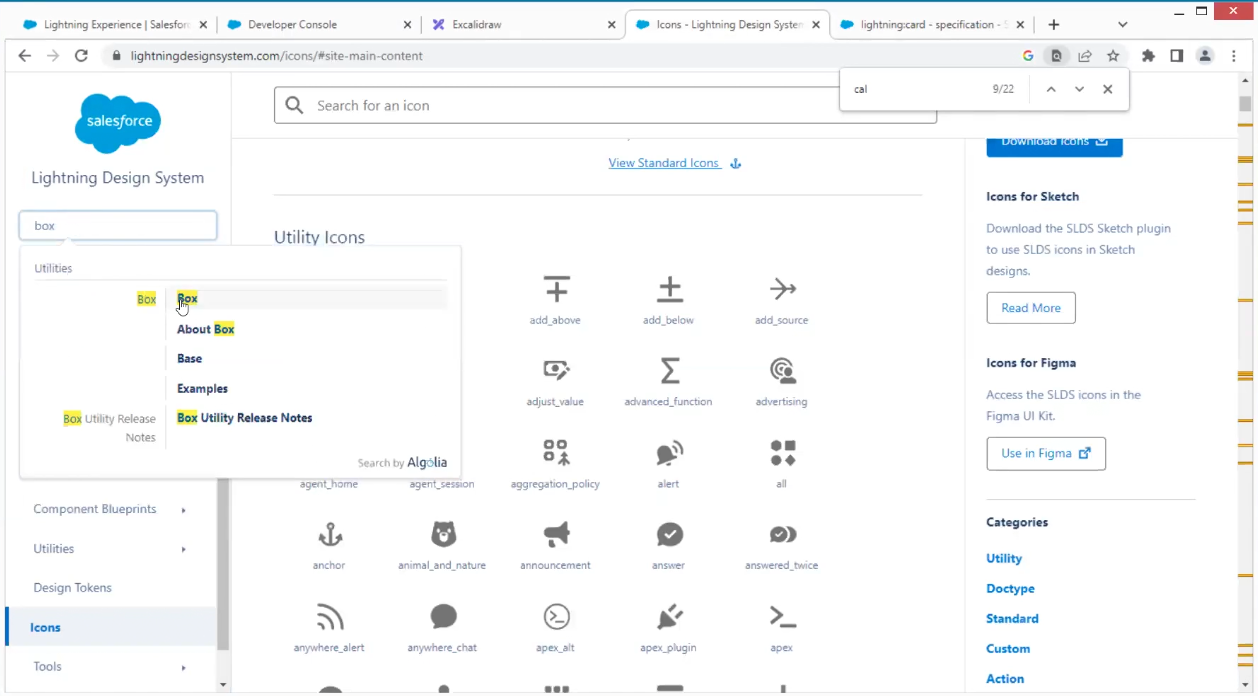 Lightning Experience | Salesfor
Developer Console
Excalidraw
Icons - Lightning Design System
lightning:card - specification - S
lightningdesignsystem.com/icons/#site-main-content
cal
9/22
salesforce
Lightning Design System
Search for an icon
box
Utilities
Box
Box
About Box
Base
Examples
Box Utility Release
Notes
Box Utility Release Notes
Search by Algolia
Component Blueprints
Utilities
Design Tokens
Icons
Tools
View Standard Icons
Utility Icons
add_above
add_below
add_source
adjust_value
advanced_function
advertising
agent_home
agent_session
aggregation_policy
alert
all
anchor
animal_and_nature
announcement
answer
answered_twice
anywhere_alert
anywhere_chat
apex_alt
apex_plugin
apex
Download Icons
Icons for Sketch
Download the SLDS Sketch plugin
to use SLDS icons in Sketch
designs.
Read More
Icons for Figma
Access the SLDS icons in the
Figma UI Kit.
Use in Figma
Categories
Utility
Doctype
Standard
Custom
Action